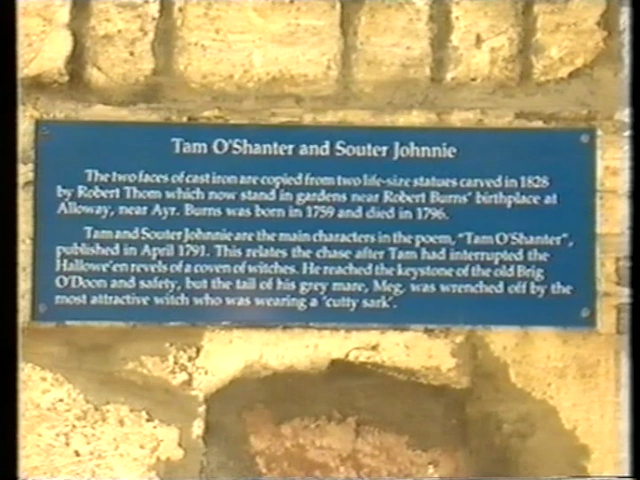 Tam O'Shanter and Souter Johnnie
The two faces of cast iron are copied from two life-size statues carved in 1828
by Robert Thom which now stand in gardens near Robert Burns' birthplace at
Alloway, near Ayr. Burns was born in 1759 and died in 1796.
Tam and Souter Johnnie are the main characters in the poem, "Tam O'Shanter",
published in April 1791. This relates the chase after Tam had interrupted the
Hallowe'en revels of a coven of witches. He reached the keystone of the old Brig
O'Doon and safety, but the tail of his grey mare, Meg, was wrenched off by the
most attractive witch who was wearing a 'cutty sark'.